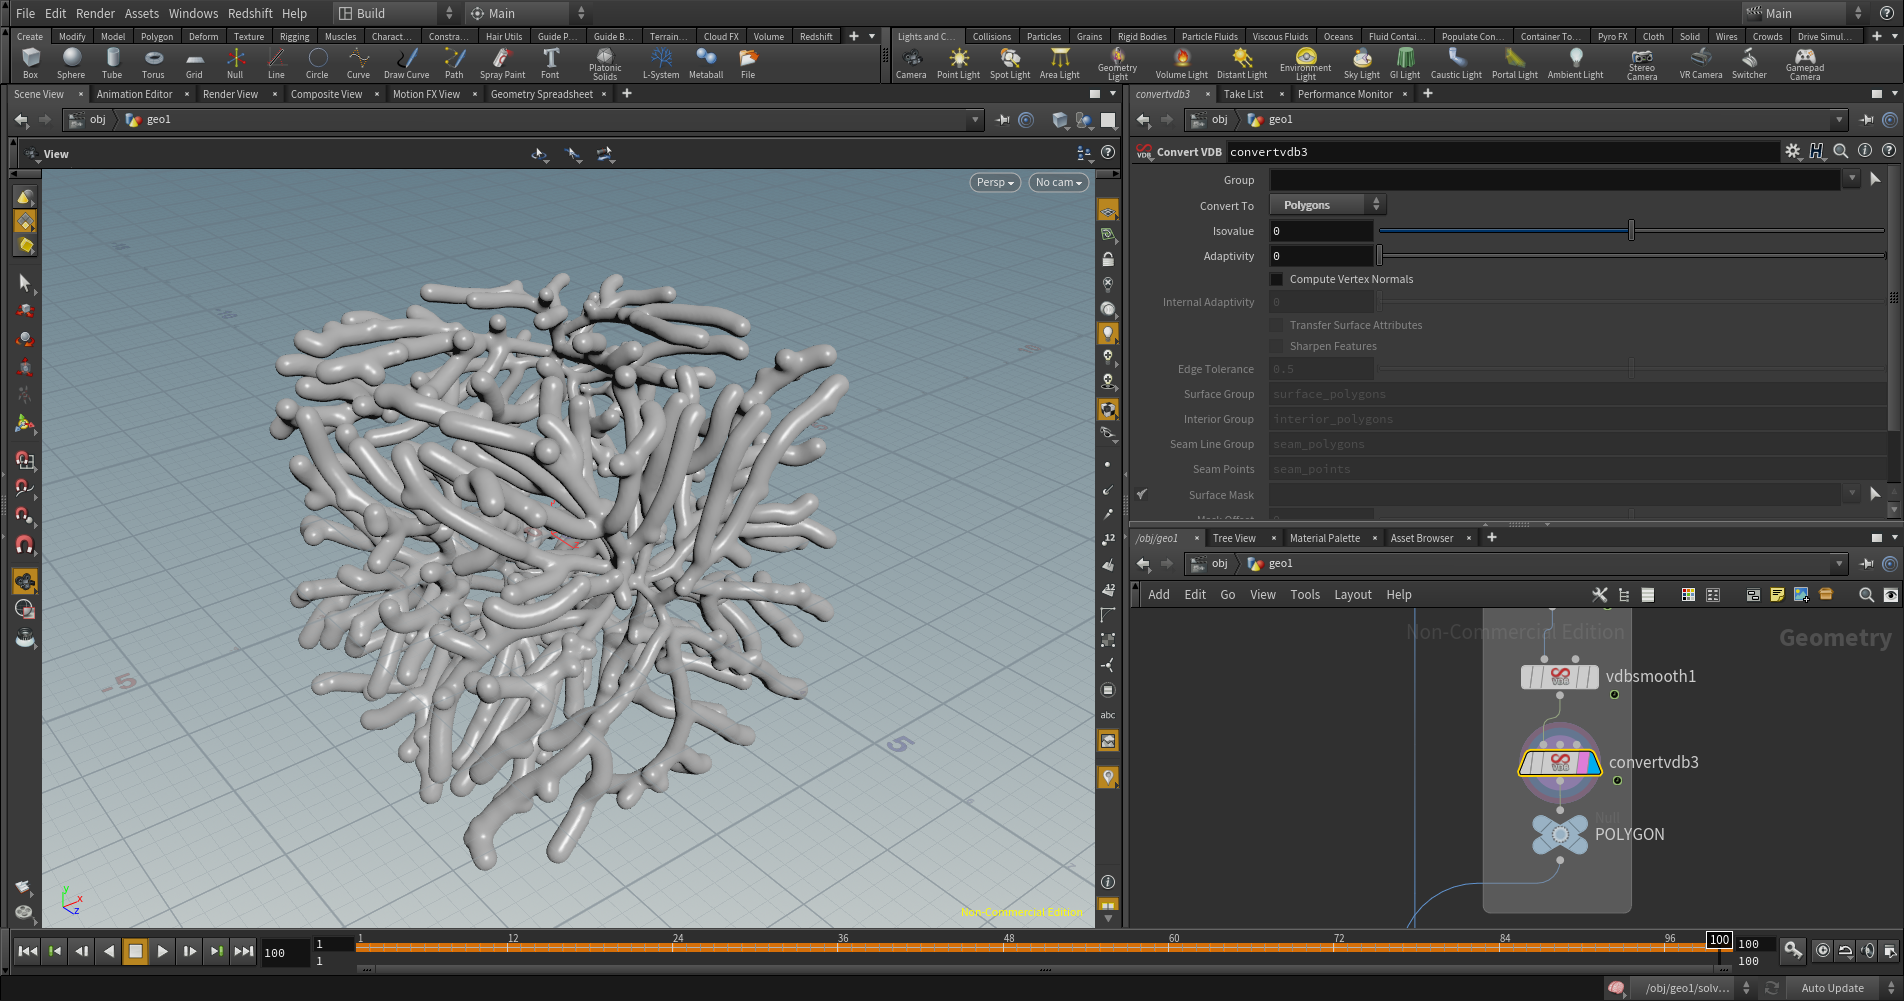 File Edit Render Assets Windows Redshift Help Build Main Main
Create Modify Model Polygon Deform Texture Rigging Muscles Charact... Constra... Hair Utils Guide P... Guide B... Terrain... Cloud FX Volume Redshift
Lights and C... Collisions Particles Grains Rigid Bodies Particle Fluids Viscous Fluids Oceans Fluid Contai... Populate Con... Container To... Pyro FX Cloth Solid Wires Crowds Drive Simul...
Box Sphere Tube Torus Grid Null Line Circle Curve Draw Curve Path Spray Paint Font Platonic Solids L-System Metaball File
Camera Point Light Spot Light Area Light Geometry Light Volume Light Distant Light Environment Light Sky Light GI Light Caustic Light Portal Light Ambient Light Stereo Camera VR Camera Switcher Gamepad Camera
Scene View Animation Editor Render View Composite View Motion FX View Geometry Spreadsheet
obj geo1
View
Persp No cam
-5
5
12
12
abc
Non-Commercial Edition
y
x
z
convertvdb3 Take List Performance Monitor
obj geo1
Convert VDB convertvdb3
Group
Convert To Polygons
Isovalue 0
Adaptivity 0
Compute Vertex Normals
Internal Adaptivity 0
Transfer Surface Attributes
Sharpen Features
Edge Tolerance 0.5
Surface Group surface_polygons
Interior Group interior_polygons
Seam Line Group seam_polygons
Seam Points seam_points
Surface Mask
Mask Offset
/obj/geo1 Tree View Material Palette Asset Browser
obj geo1
Add Edit Go View Tools Layout Help
Non-Commercial Edition
Geometry
VDB vdbsmooth1
VDB convertvdb3
Null
POLYGON
100 1 1 1 12 24 36 48 60 72 84 96 100 100 100
/obj/geo1/solv... Auto Update